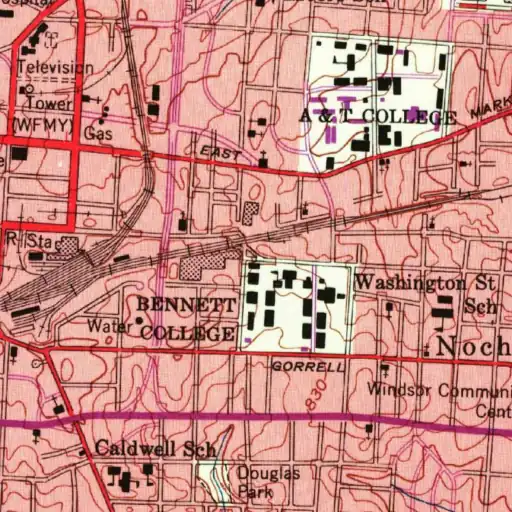 Television
Tower
(WFMY)
Gas
A & T COLLEGE
MARK
EAST
R Sta
Washington St
Sch
BENNETT
COLLEGE
Water
Noch
GORRELL
830
Windsor Communi
Cent
Caldwell Sch
Douglas
Park